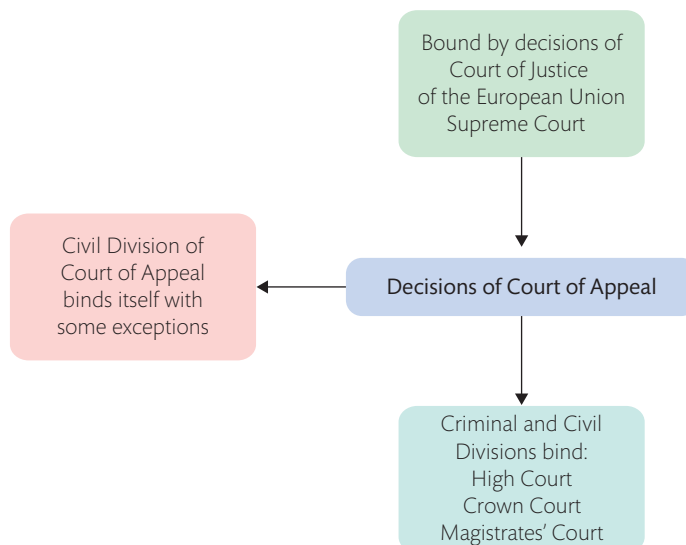 Bound by decisions of
Court of Justice
of the European Union
Supreme Court
Civil Division of
Court of Appeal
binds itself with
some exceptions
Decisions of Court of Appeal
Criminal and Civil
Divisions bind:
High Court
Crown Court
Magistrates’ Court